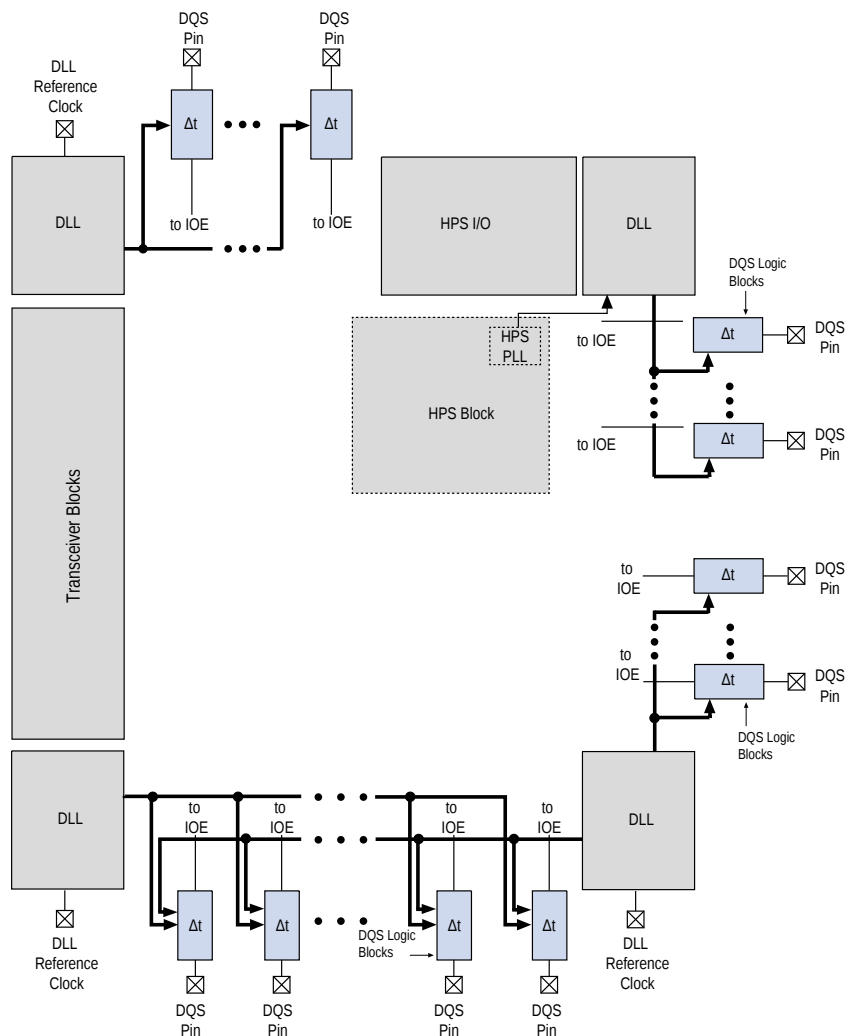 DQS
Pin
DQS
Pin
DLL
Reference
Clock
Δt
Δt
to IOE
to IOE
DLL
HPS I/O
DLL
DQS Logic
Blocks
Δt
DQS
Pin
to IOE
HPS
PLL
HPS Block
Δt
DQS
Pin
to IOE
Transceiver Blocks
to
IOE
Δt
DQS
Pin
to
IOE
Δt
DQS
Pin
DQS Logic
Blocks
DLL
DLL
to
IOE
to
IOE
to
IOE
to
IOE
Δt
Δt
Δt
Δt
DQS Logic
Blocks
DLL
Reference
Clock
DLL
Reference
Clock
DQS
Pin
DQS
Pin
DQS
Pin
DQS
Pin